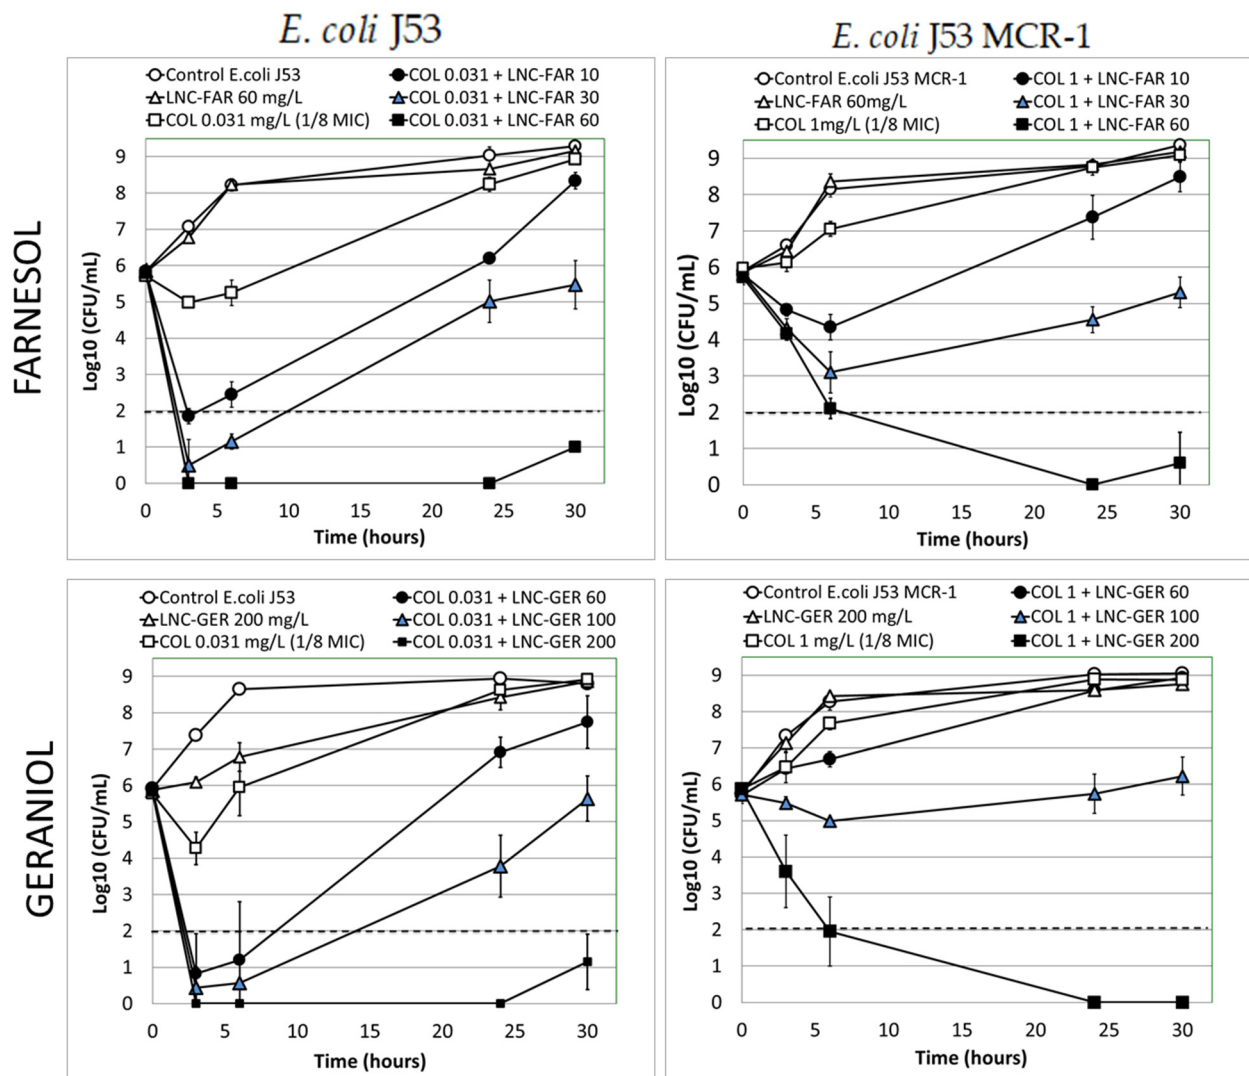 E. coli J53
E. coli J53 MCR-1
FARNESOL
Control E.coli J53
LNC-FAR 60 mg/L
COL 0.031 mg/L (1/8 MIC)
COL 0.031 + LNC-FAR 10
COL 0.031 + LNC-FAR 30
COL 0.031 + LNC-FAR 60
Log10 (CFU/mL)
9
8
7
6
5
4
3
2
1
0
0 5 10 15 20 25 30
Time (hours)
Control E.coli J53 MCR-1
LNC-FAR 60mg/L
COL 1mg/L (1/8 MIC)
COL 1 + LNC-FAR 10
COL 1 + LNC-FAR 30
COL 1 + LNC-FAR 60
Log10 (CFU/mL)
9
8
7
6
5
4
3
2
1
0
0 5 10 15 20 25 30
Time (hours)
GERANIOL
Control E.coli J53
LNC-GER 200 mg/L
COL 0.031 mg/L (1/8 MIC)
COL 0.031 + LNC-GER 60
COL 0.031 + LNC-GER 100
COL 0.031 + LNC-GER 200
Log10 (CFU/mL)
9
8
7
6
5
4
3
2
1
0
0 5 10 15 20 25 30
Time (hours)
Control E.coli J53 MCR-1
LNC-GER 200 mg/L
COL 1 mg/L (1/8 MIC)
COL 1 + LNC-GER 60
COL 1 + LNC-GER 100
COL 1 + LNC-GER 200
Log10 (CFU/mL)
9
8
7
6
5
4
3
2
1
0
0 5 10 15 20 25 30
Time (hours)